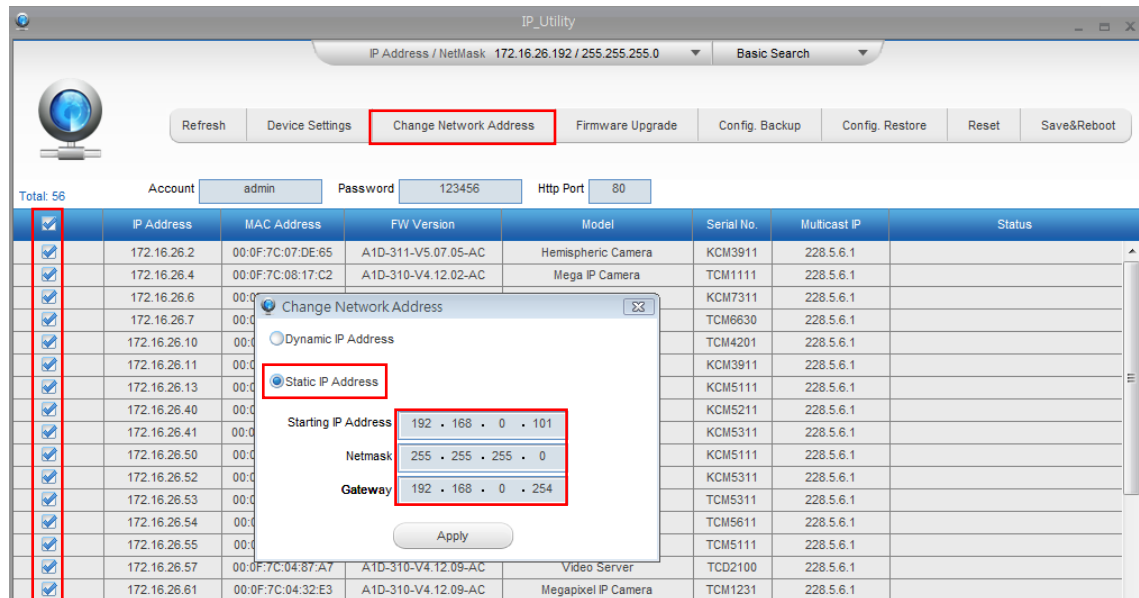 IP_Utility
IP Address / NetMask 172.16.26.192 / 255.255.255.0 Basic Search
Refresh Device Settings Change Network Address Firmware Upgrade Config. Backup Config. Restore Reset Save&Reboot
Total: 56 Account admin Password 123456 Http Port 80
IP Address MAC Address FW Version Model Serial No. Multicast IP Status
172.16.26.2 00:0F:7C:07:DE:65 A1D-311-V5.07.05-AC Hemispheric Camera KCM3911 228.5.6.1
172.16.26.4 00:0F:7C:08:17:C2 A1D-310-V4.12.02-AC Mega IP Camera TCM1111 228.5.6.1
172.16.26.6 00: KCM7311 228.5.6.1
172.16.26.7 00: TCM6630 228.5.6.1
172.16.26.10 00: TCM4201 228.5.6.1
172.16.26.11 00: KCM3911 228.5.6.1
172.16.26.13 00: KCM5111 228.5.6.1
172.16.26.40 00: KCM5211 228.5.6.1
172.16.26.41 00: KCM5311 228.5.6.1
172.16.26.50 00: KCM5111 228.5.6.1
172.16.26.52 00: KCM5311 228.5.6.1
172.16.26.53 00: TCM5311 228.5.6.1
172.16.26.54 00: TCM5611 228.5.6.1
172.16.26.55 00: TCM5111 228.5.6.1
Change Network Address
Dynamic IP Address
Static IP Address
Starting IP Address 192 . 168 . 0 . 101
Netmask 255 . 255 . 255 . 0
Gateway 192 . 168 . 0 . 254
Apply
172.16.26.57 00:0F:7C:04:87:A7 A1D-310-V4.12.09-AC Video Server TCD2100 228.5.6.1
172.16.26.61 00:0F:7C:04:32:E3 A1D-310-V4.12.09-AC Megapixel IP Camera TCM1231 228.5.6.1